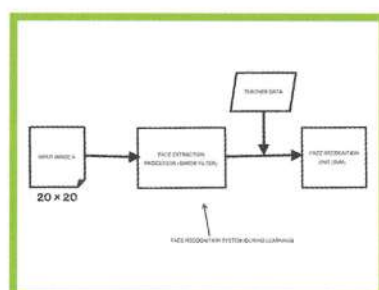 TEACHER DATA
INPUT IMAGE
FACE EXTRACTION
PROCESSOR (GABOR FILTER)
FACE RECOGNITION
UNIT (SVM)
20 × 20
FACE RECOGNITION SYSTEM (DURING LEARNING)